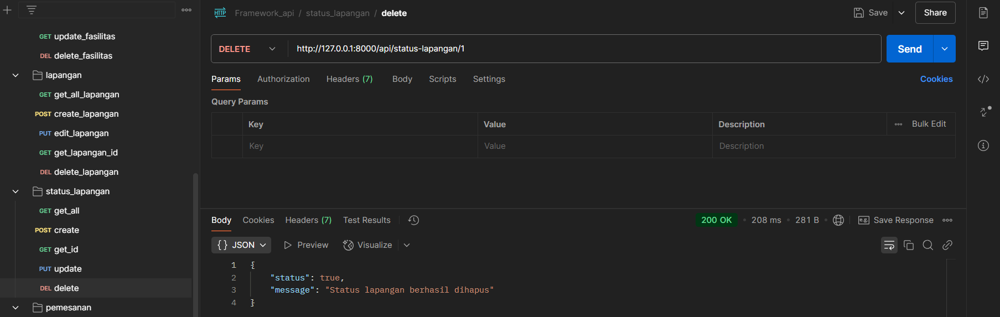 Framework_api / status_lapangan / delete
Save
Share
GET update_fasilitas
DEL delete_fasilitas
lapangan
GET get_all_lapangan
POST create_lapangan
PUT edit_lapangan
GET get_lapangan_id
DEL delete_lapangan
status_lapangan
GET get_all
POST create
GET get_id
PUT update
DEL delete
pemesanan
DELETE http://127.0.0.1:8000/api/status-lapangan/1 Send
Params Authorization Headers (7) Body Scripts Settings Cookies
Query Params
Key Value Description Bulk Edit
Key Value Description
Body Cookies Headers (7) Test Results 200 OK • 208 ms • 281 B • e.g. Save Response
{} JSON Preview Visualize
1 {
2 "status": true,
3 "message": "Status lapangan berhasil dihapus"
4 }